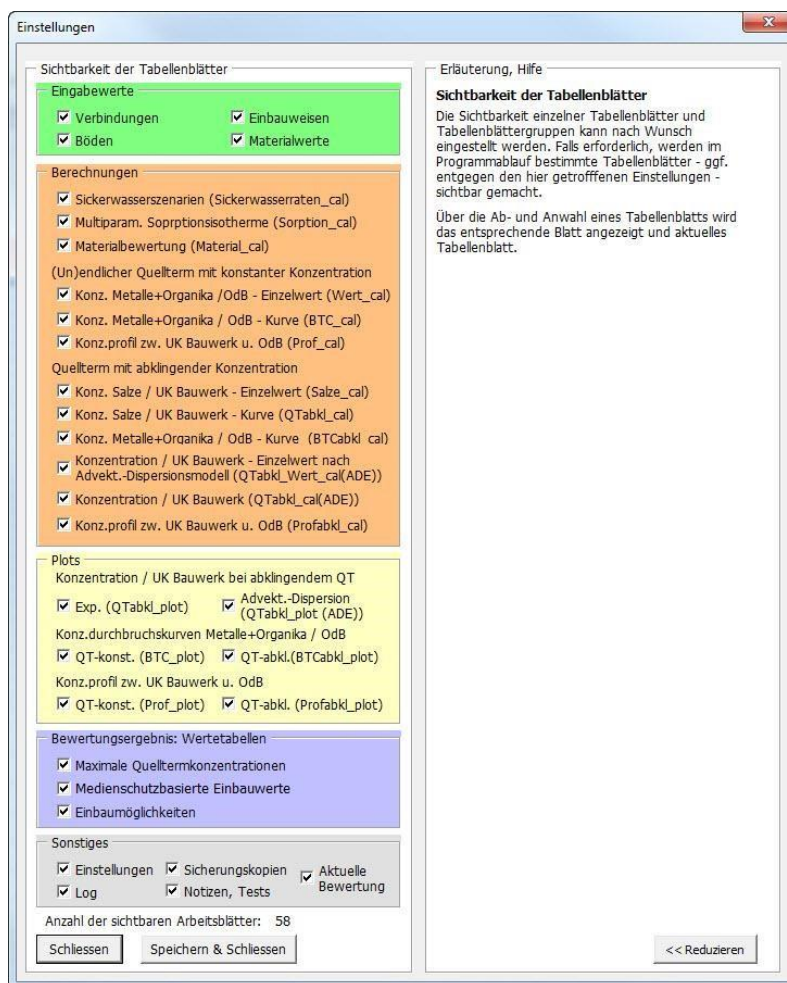 Einstellungen
Sichtbarkeit der Tabellenblätter
Eingabewerte
Verbindungen Einbauweisen
Böden Materialwerte
Berechnungen
Sickerwasserszenarien (Sickerwasserraten_cal)
Multiparam. Soprptionsisotherme (Sorption_cal)
Materialbewertung (Material_cal)
(Un)endlicher Quellterm mit konstanter Konzentration
Konz. Metalle+Organika /OdB - Einzelwert (Wert_cal)
Konz. Metalle+Organika / OdB - Kurve (BTC_cal)
Konz.profil zw. UK Bauwerk u. OdB (Prof_cal)
Quellterm mit abklingender Konzentration
Konz. Salze / UK Bauwerk - Einzelwert (Salze_cal)
Konz. Salze / UK Bauwerk - Kurve (QTabkl_cal)
Konz. Metalle+Organika / OdB - Kurve (BTCabkl_cal)
Konzentration / UK Bauwerk - Einzelwert nach
Advekt.-Dispersionsmodell (QTabkl_Wert_cal(ADE))
Konzentration / UK Bauwerk (QTabkl_cal(ADE))
Konz.profil zw. UK Bauwerk u. OdB (Profabkl_cal)
Plots
Konzentration / UK Bauwerk bei abklingendem QT
Exp. (QTabkl_plot) Advekt.-Dispersion
(QTabkl_plot (ADE))
Konz.durchbruchskurven Metalle+Organika / OdB
QT-konst. (BTC_plot) QT-abkl.(BTCabkl_plot)
Konz.profil zw. UK Bauwerk u. OdB
QT-konst. (Prof_plot) QT-abkl. (Profabkl_plot)
Bewertungsergebnis: Wertetabellen
Maximale Quelltermkonzentrationen
Medienschutzbasierte Einbauwerte
Einbaumöglichkeiten
Sonstiges
Einstellungen Sicherungskopien Aktuelle
Log Notizen, Tests Bewertung
Anzahl der sichtbaren Arbeitsblätter: 58
Schliessen Speichern & Schliessen
Erläuterung, Hilfe
Sichtbarkeit der Tabellenblätter
Die Sichtbarkeit einzelner Tabellenblätter und
Tabellenblättergruppen kann nach Wunsch
eingestellt werden. Falls erforderlich, werden im
Programmablauf bestimmte Tabellenblätter - ggf.
entgegen den hier getrofffenen Einstellungen -
sichtbar gemacht.
Über die Ab- und Anwahl eines Tabellenblatts wird
das entsprechende Blatt angezeigt und aktuelles
Tabellenblatt.
<< Reduzieren